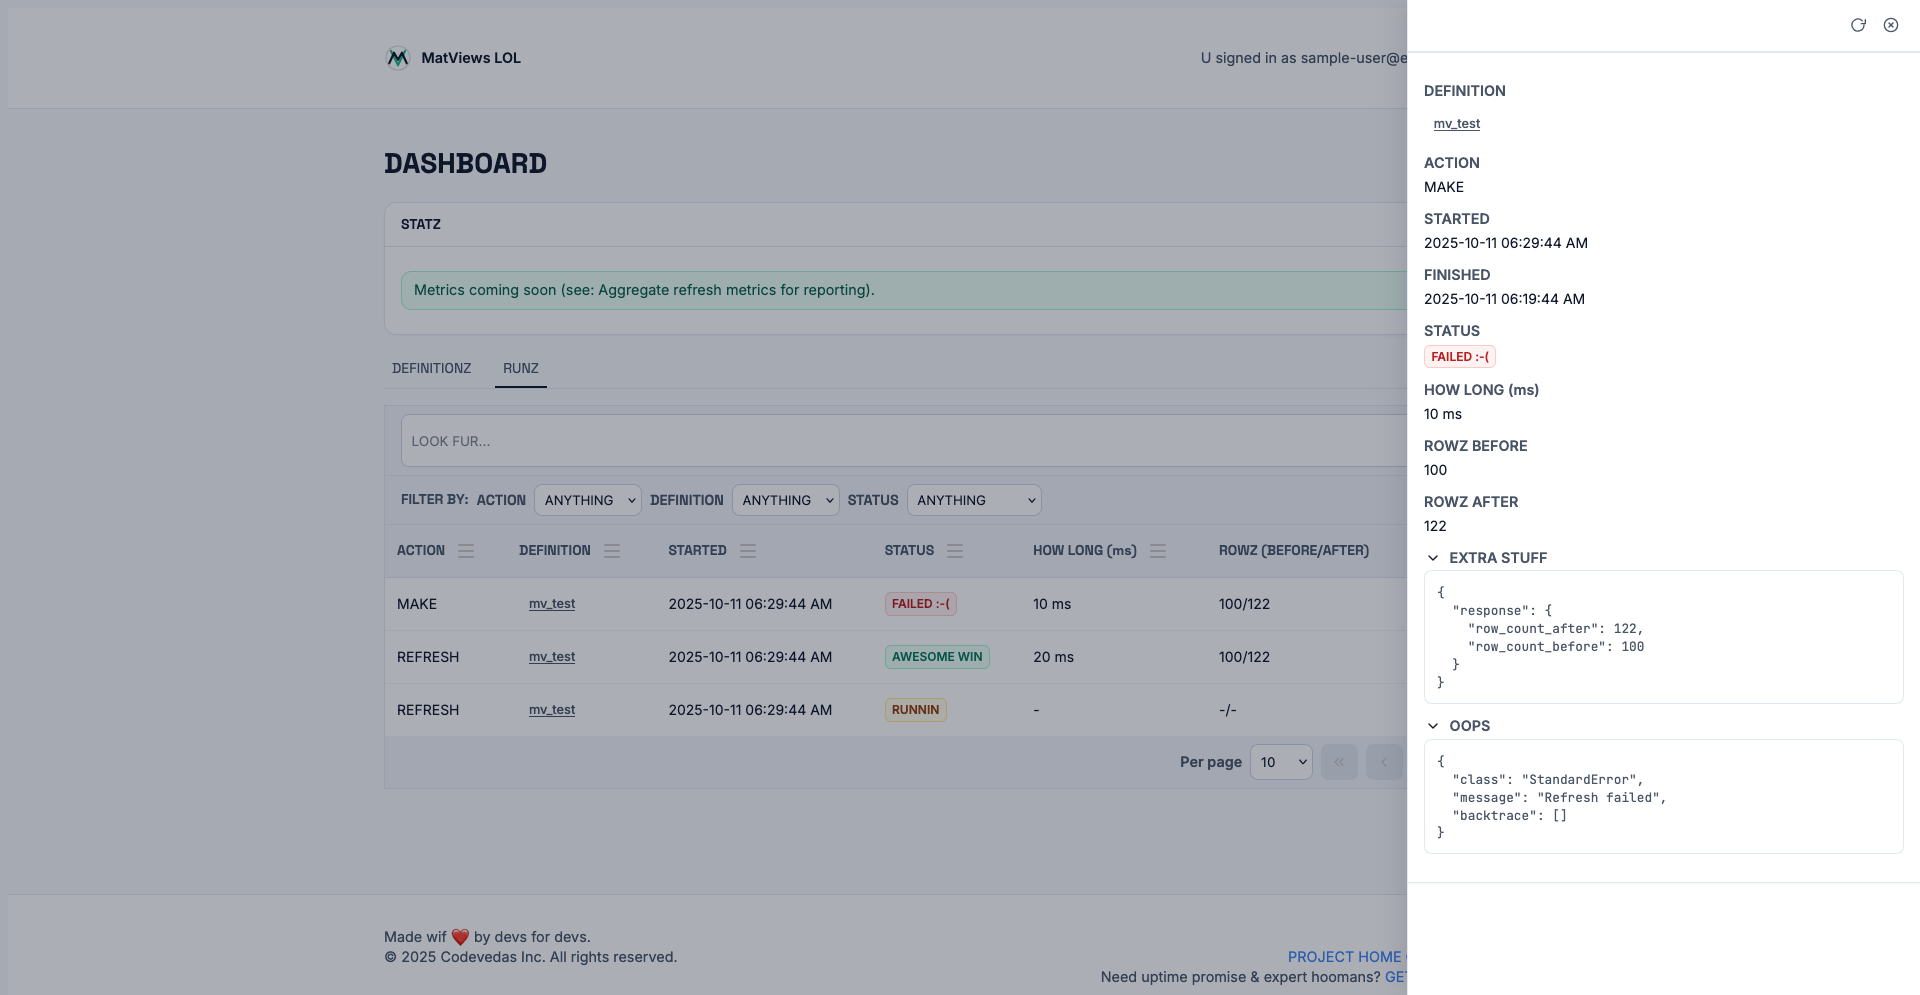 MatViews LOL
U signed in as sample-user@e
DASHBOARD
STATZ
Metrics coming soon (see: Aggregate refresh metrics for reporting).
DEFINITIONZ RUNZ
LOOK FUR...
FILTER BY: ACTION ANYTHING DEFINITION ANYTHING STATUS ANYTHING
ACTION DEFINITION STARTED STATUS HOW LONG (ms) ROWZ (BEFORE/AFTER)
MAKE mv_test 2025-10-11 06:29:44 AM FAILED :-( 10 ms 100/122
REFRESH mv_test 2025-10-11 06:29:44 AM AWESOME WIN 20 ms 100/122
REFRESH mv_test 2025-10-11 06:29:44 AM RUNNIN - -/-
Per page 10 « ‹
Made wif ❤️ by devs for devs.
© 2025 Codevedas Inc. All rights reserved.
PROJECT HOME
Need uptime promise & expert hoomans? GET
DEFINITION
mv_test
ACTION
MAKE
STARTED
2025-10-11 06:29:44 AM
FINISHED
2025-10-11 06:19:44 AM
STATUS
FAILED :-(
HOW LONG (ms)
10 ms
ROWZ BEFORE
100
ROWZ AFTER
122
EXTRA STUFF
{
"response": {
"row_count_after": 122,
"row_count_before": 100
}
}
OOPS
{
"class": "StandardError",
"message": "Refresh failed",
"backtrace": []
}